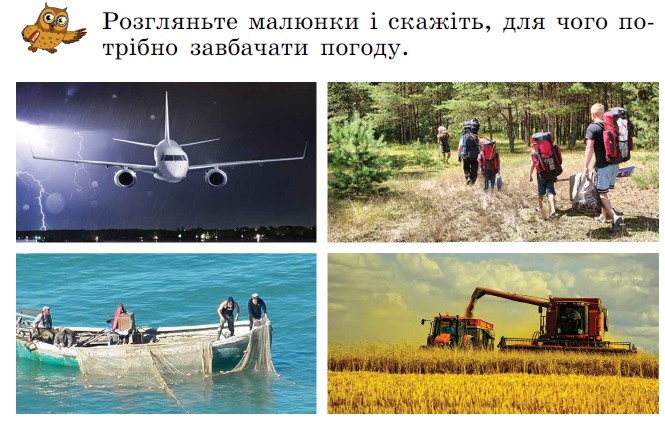 Розгляньте малюнки і скажіть, для чого по-
трібно завбачати погоду.